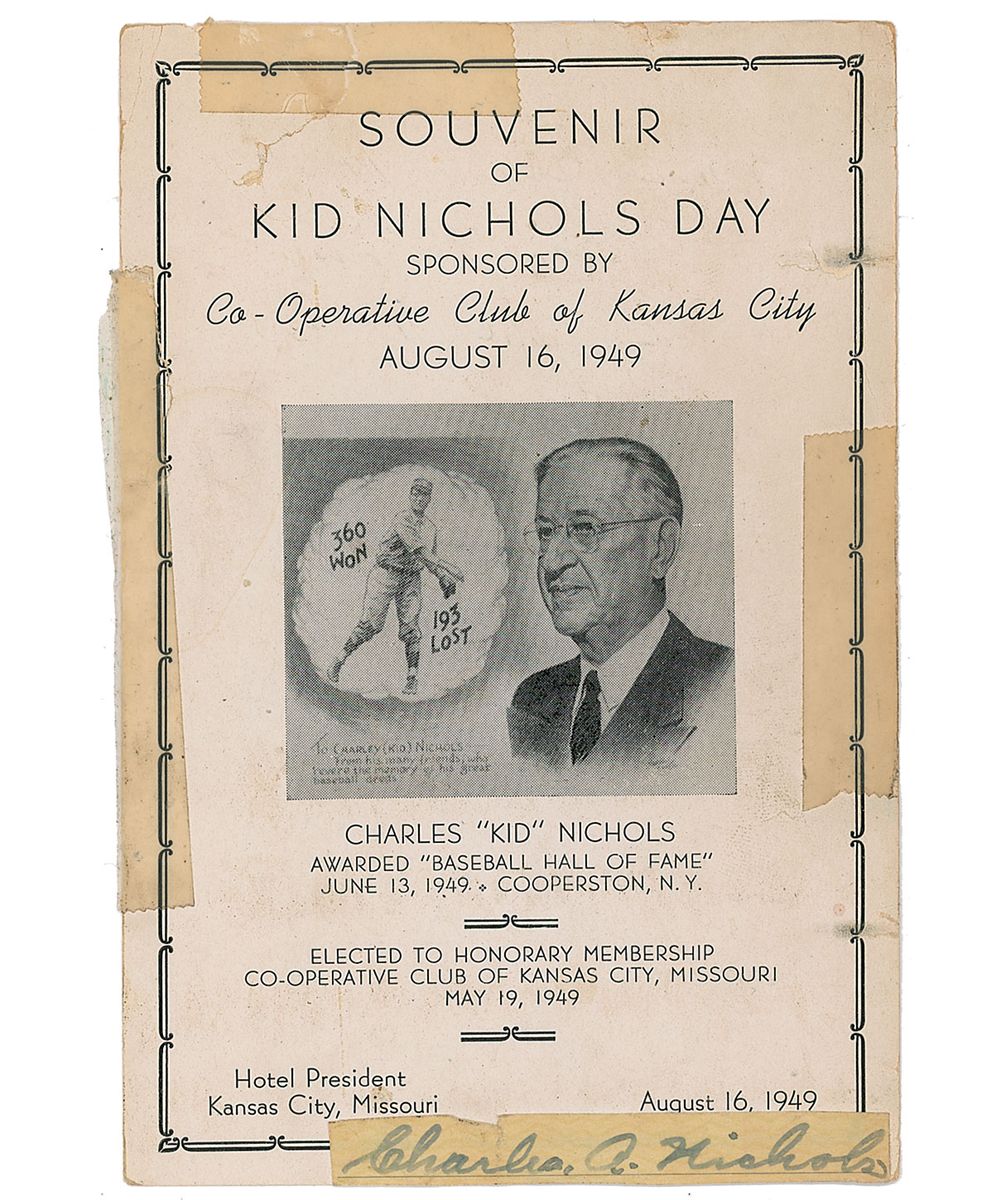 SOUVENIR
OF
KID NICHOLS DAY
SPONSORED BY
Co-Operative Club of Kansas City
AUGUST 16, 1949
360
WON
193
LOST
To CHARLEY (KID) NICHOLS
From his many friends, who
revere the memory of his great
baseball deeds
CHARLES "KID" NICHOLS
AWARDED "BASEBALL HALL OF FAME"
JUNE 13, 1949 COOPERSTON, N.Y.
ELECTED TO HONORARY MEMBERSHIP
CO-OPERATIVE CLUB OF KANSAS CITY, MISSOURI
MAY 19, 1949
Hotel President
Kansas City, Missouri
August 16, 1949
Charles. A. Nichols